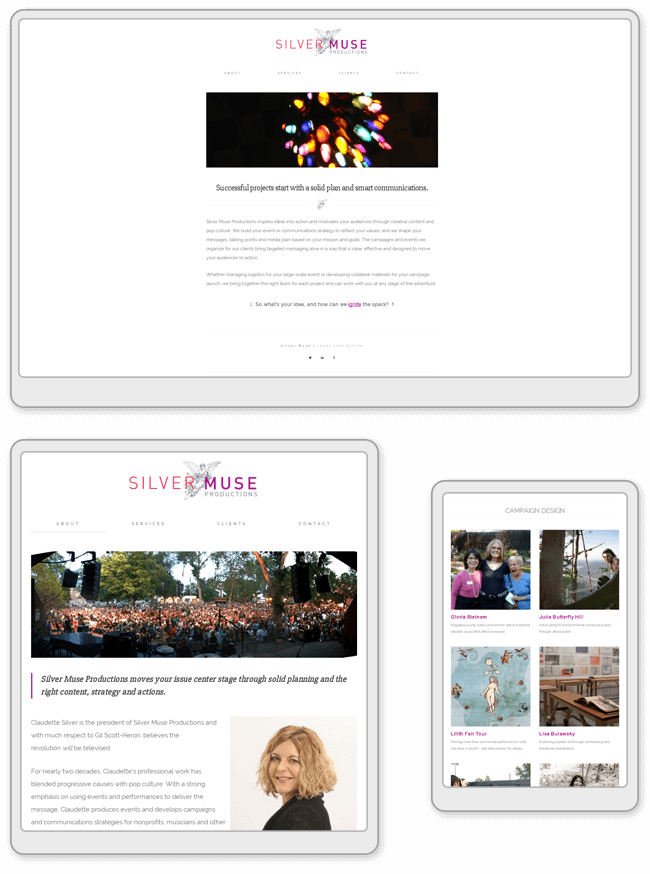 SILVER MUSE
PRODUCTIONS
ABOUT SERVICES CLIENTS CONTACT
Successful projects start with a solid plan and smart communications.
Silver Muse Productions inspires idea(s) into action and motivates your audiences through creative content and
pop culture. We build your event or communications strategy to reflect your values, and we shape your
messages, talking points and media plan based on your mission and goals. The campaigns and events we
organize for our clients bring targeted messaging alive in a way that is clear, effective and designed to move
your audiences to action.
Whether managing logistics for your large-scale event or developing collateral materials for your campaign
launch, we bring together the right team for each project and can work with you at any stage of the adventure.
So what's your idea, and how can we ignite the spark?
Silver Muse
SILVER MUSE
PRODUCTIONS
ABOUT SERVICES CLIENTS CONTACT
Silver Muse Productions moves your issue center stage through solid planning and the
right content, strategy and actions.
Claudette Silver is the president of Silver Muse Productions and
with much respect to Gil Scott-Heron, believes the
revolution will be televised.
For nearly two decades, Claudette's professional work has
blended progressive causes with pop culture. With a strong
emphasis on using events and performances to deliver the
message, Claudette produces events and develops campaigns
and communications strategies for nonprofits, musicians and other
CAMPAIGN DESIGN
Gloria Steinem
Julia Butterfly Hill
Lilith Fair Tour
Lisa Bulawsky